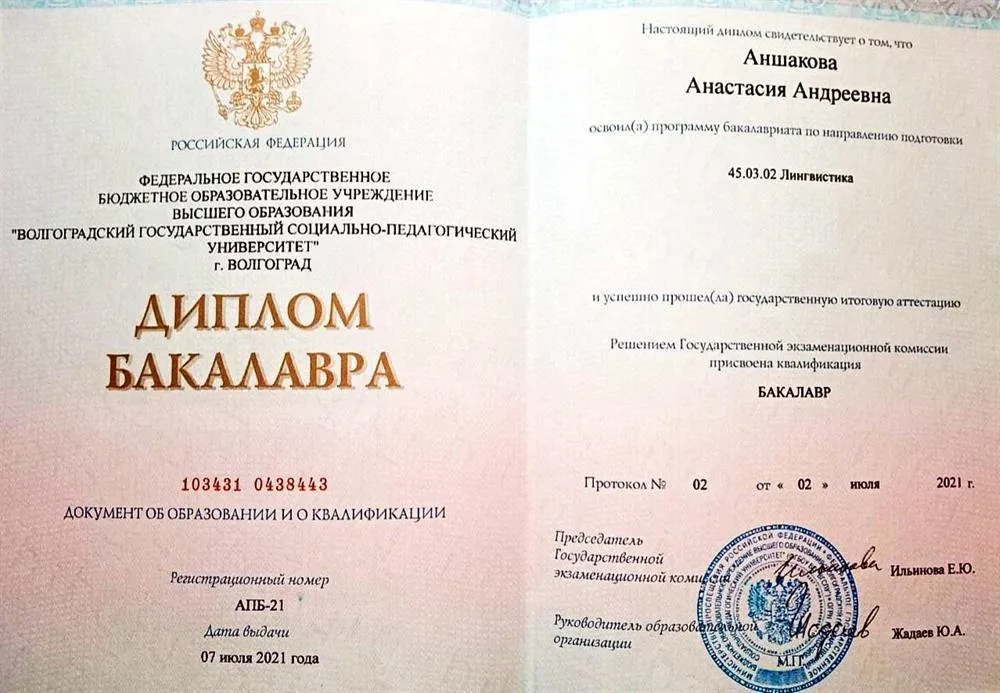 РОССИЙСКАЯ ФЕДЕРАЦИЯ
ФЕДЕРАЛЬНОЕ ГОСУДАРСТВЕННОЕ
БЮДЖЕТНОЕ ОБРАЗОВАТЕЛЬНОЕ УЧРЕЖДЕНИЕ
ВЫСШЕГО ОБРАЗОВАНИЯ
"ВОЛГОГРАДСКИЙ ГОСУДАРСТВЕННЫЙ СОЦИАЛЬНО-ПЕДАГОГИЧЕСКИЙ
УНИВЕРСИТЕТ"
г. ВОЛГОГРАД
ДИПЛОМ
БАКАЛАВРА
103431 0438443
ДОКУМЕНТ ОБ ОБРАЗОВАНИИ И О КВАЛИФИКАЦИИ
Регистрационный номер
АПБ-21
Дата выдачи
07 июля 2021 года
Настоящий диплом свидетельствует о том, что
Аншакова
Анастасия Андреевна
освоил(а) программу бакалавриата по направлению подготовки
45.03.02 Лингвистика
и успешно прошел(ла) государственную итоговую аттестацию
Решением Государственной экзаменационной комиссии
присвоена квалификация
БАКАЛАВР
Протокол № 02 от « 02 » июля 2021 г.
Председатель
Государственной
экзаменационной комиссии Ильинова Е.Ю.
Руководитель образовательной
организации Жадаев Ю.А.
М.П.